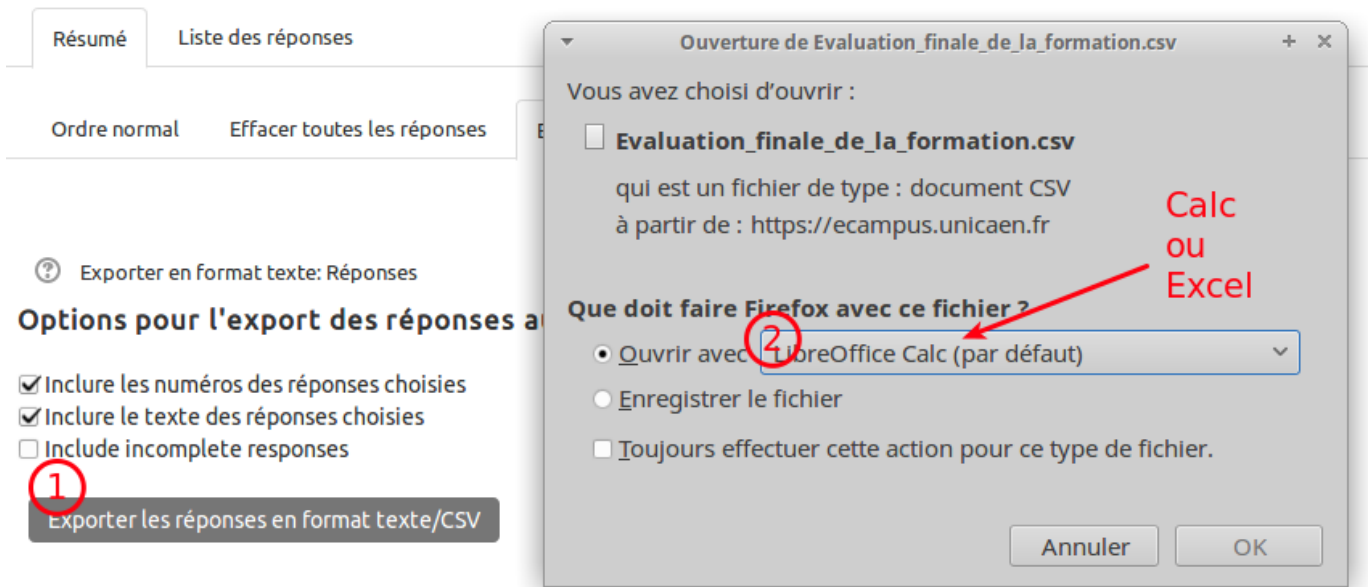 Résumé
Liste des réponses
Ordre normal
Effacer toutes les réponses
Exporter en format texte: Réponses
Options pour l'export des réponses
Inclure les numéros des réponses choisies
Inclure le texte des réponses choisies
Include incomplete responses
1
Exporter les réponses en format texte/CSV
Ouverture de Evaluation_finale_de_la_formation.csv
Vous avez choisi d'ouvrir :
Evaluation_finale_de_la_formation.csv
qui est un fichier de type : document CSV
à partir de : https://ecampus.unicaen.fr
Calc
ou
Excel
Que doit faire Firefox avec ce fichier ?
2
Ouvrir avec LibreOffice Calc (par défaut)
Enregistrer le fichier
Toujours effectuer cette action pour ce type de fichier.
Annuler
OK